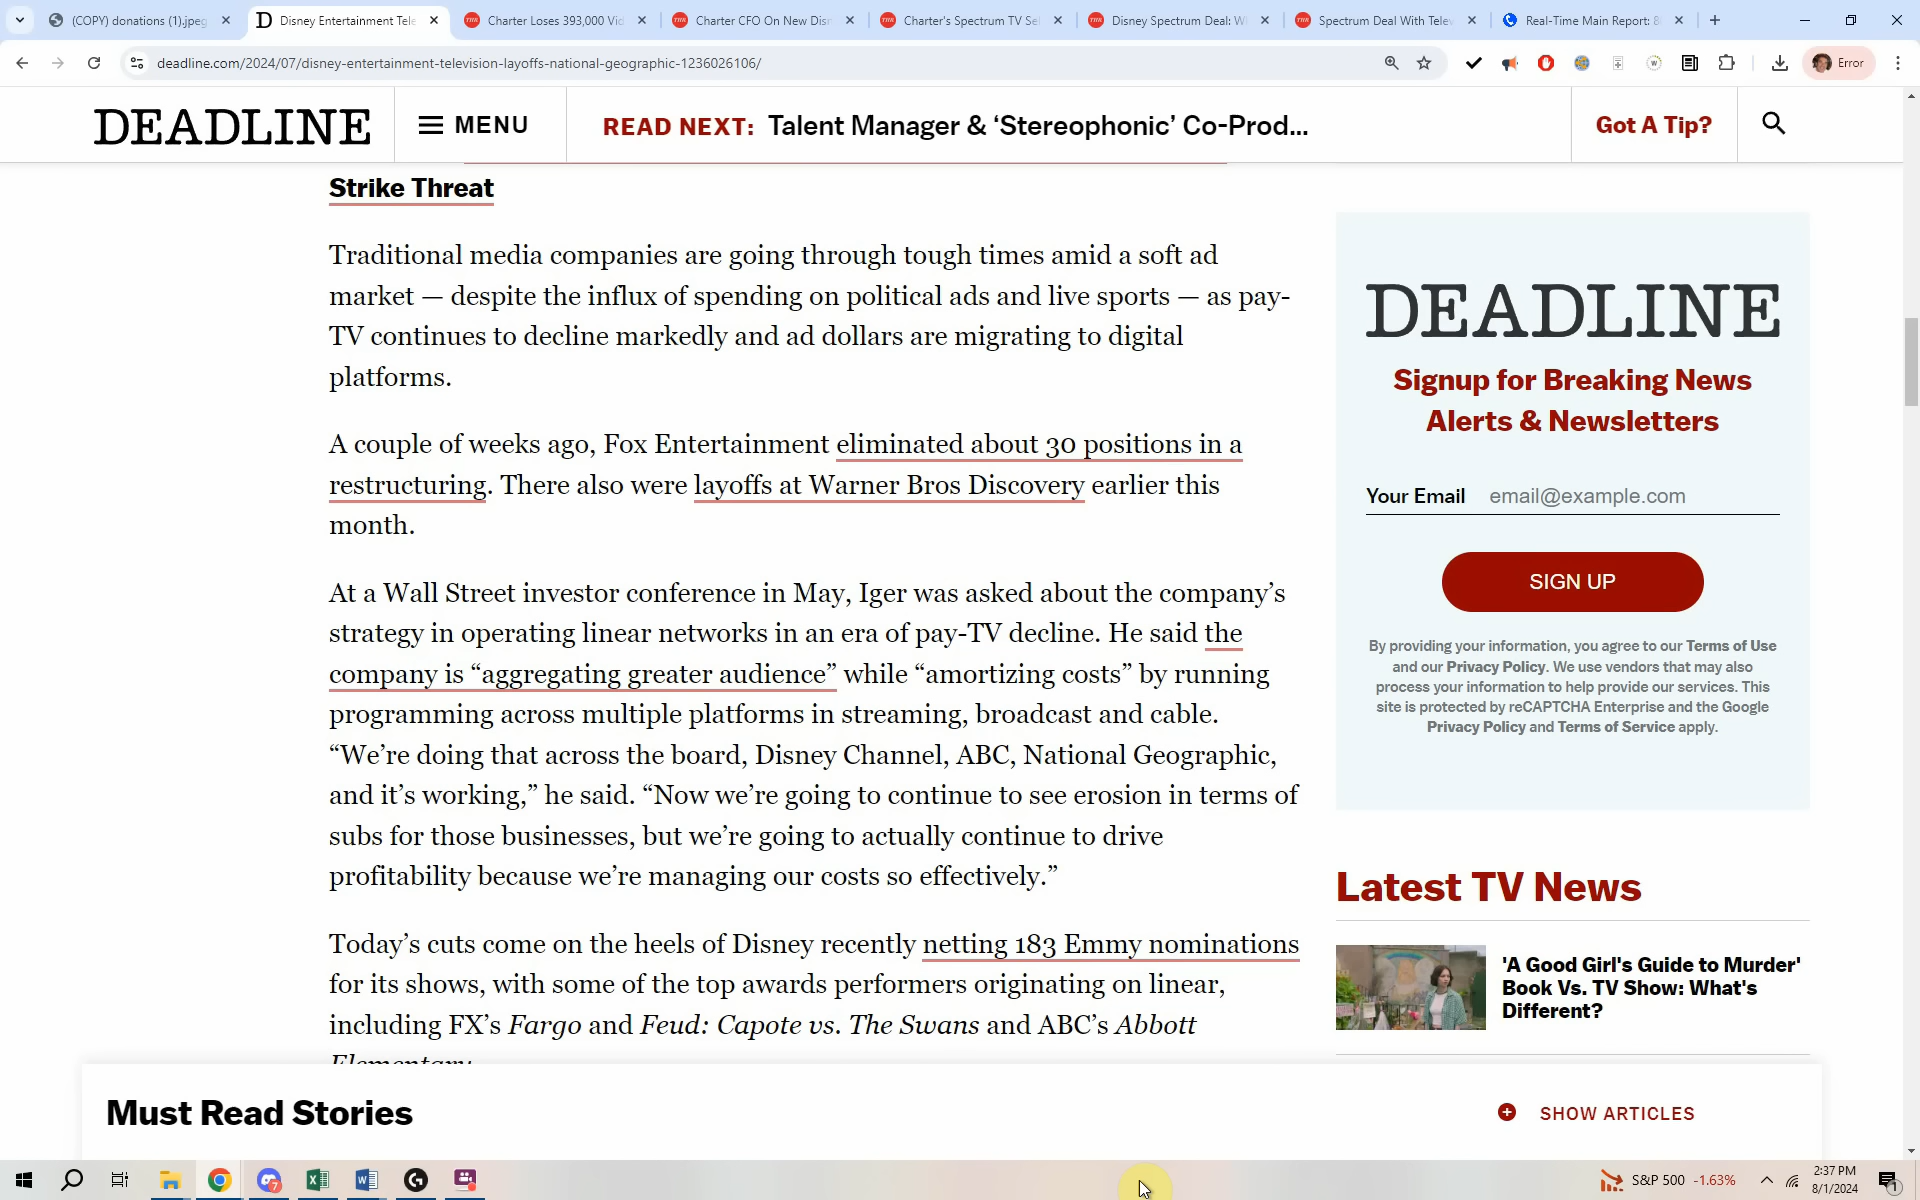 (COPY) donations (1).jpeg
Disney Entertainment Tele
Charter Loses 393,000 Vid
Charter CFO On New Disn
Charter's Spectrum TV Se
Disney Spectrum Deal: W
Spectrum Deal With Telev
Real-Time Main Report: 8
deadline.com/2024/07/disney-entertainment-television-layoffs-national-geographic-1236026106/
Error
DEADLINE
MENU
READ NEXT: Talent Manager & ‘Stereophonic’ Co-Prod...
Got A Tip?
Strike Threat
Traditional media companies are going through tough times amid a soft ad
market — despite the influx of spending on political ads and live sports — as pay-
TV continues to decline markedly and ad dollars are migrating to digital
platforms.
A couple of weeks ago, Fox Entertainment eliminated about 30 positions in a
restructuring. There also were layoffs at Warner Bros Discovery earlier this
month.
At a Wall Street investor conference in May, Iger was asked about the company’s
strategy in operating linear networks in an era of pay-TV decline. He said the
company is “aggregating greater audience” while “amortizing costs” by running
programming across multiple platforms in streaming, broadcast and cable.
“We’re doing that across the board, Disney Channel, ABC, National Geographic,
and it’s working,” he said. “Now we’re going to continue to see erosion in terms of
subs for those businesses, but we’re going to actually continue to drive
profitability because we’re managing our costs so effectively.”
Today’s cuts come on the heels of Disney recently netting 183 Emmy nominations
for its shows, with some of the top awards performers originating on linear,
including FX’s Fargo and Feud: Capote vs. The Swans and ABC’s Abbott
Elementary
DEADLINE
Signup for Breaking News
Alerts & Newsletters
Your Email email@example.com
SIGN UP
By providing your information, you agree to our Terms of Use
and our Privacy Policy. We use vendors that may also
process your information to help provide our services. This
site is protected by reCAPTCHA Enterprise and the Google
Privacy Policy and Terms of Service apply.
Latest TV News
'A Good Girl's Guide to Murder'
Book Vs. TV Show: What's
Different?
Must Read Stories
SHOW ARTICLES
S&P 500 -1.63%
2:37 PM
8/1/2024